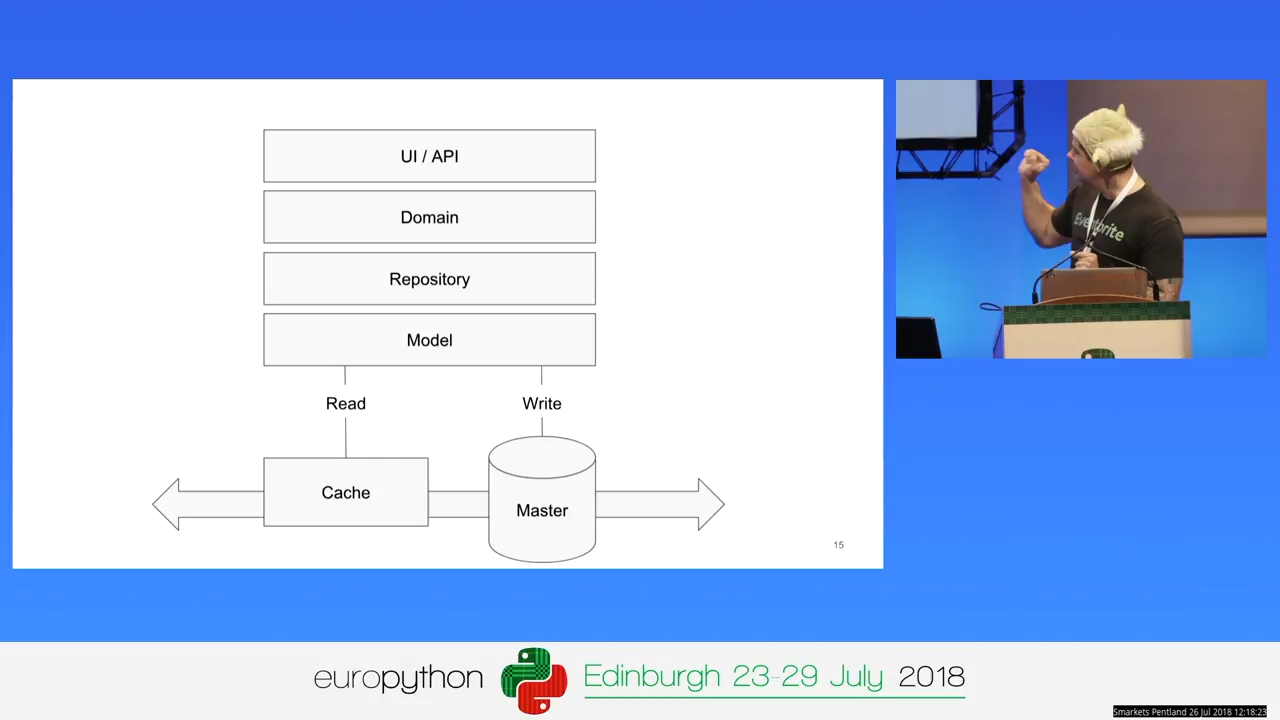 UI / API
Domain
Repository
Model
Read
Write
Cache
Master
15
Eventbrite
europython
Edinburgh 23-29 July 2018
Smarkets Pentland 26 Jul 2018 12:18:23